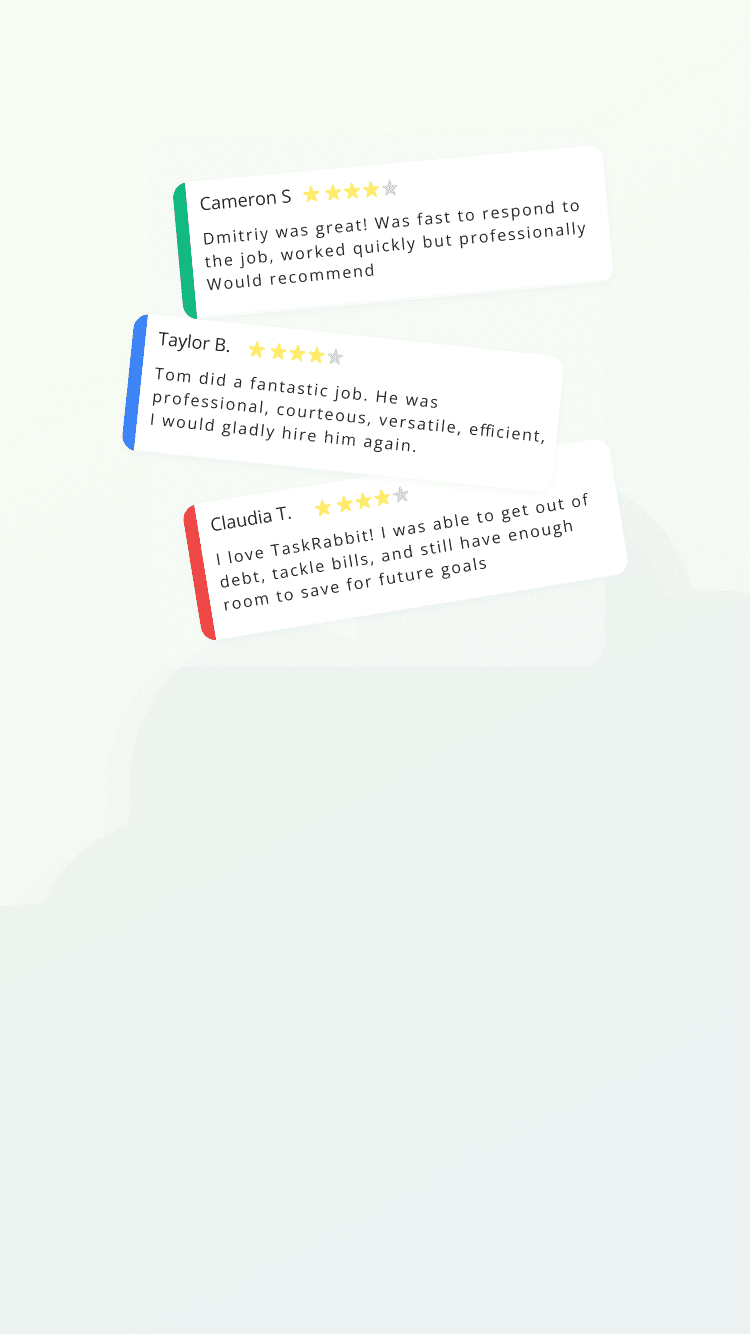 Cameron S
Dmitriy was great! Was fast to respond to
the job, worked quickly but professionally
Would recommend
Taylor B.
Tom did a fantastic job. He was
professional, courteous, versatile, efficient,
I would gladly hire him again.
Claudia T.
I love TaskRabbit! I was able to get out of
debt, tackle bills, and still have enough
room to save for future goals